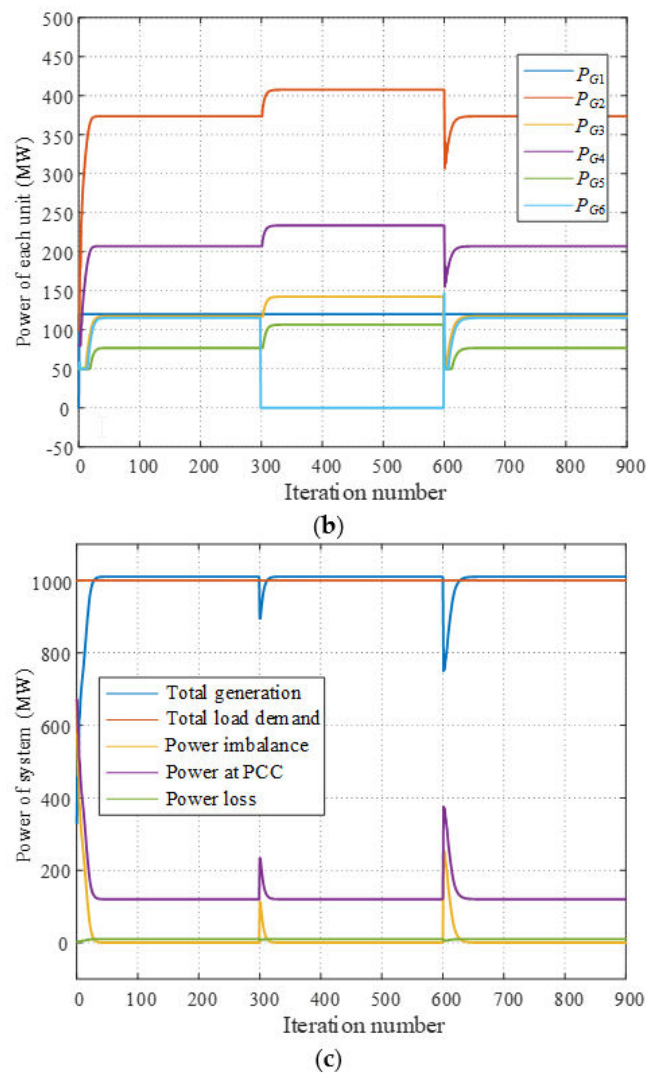 500
450
400
350
300
250
200
150
100
50
0
-50
Power of each unit (MW)
P_G1
P_G2
P_G3
P_G4
P_G5
P_G6
0 100 200 300 400 500 600 700 800 900
Iteration number
(b)
1000
800
600
400
200
0
Power of system (MW)
Total generation
Total load demand
Power imbalance
Power at PCC
Power loss
0 100 200 300 400 500 600 700 800 900
Iteration number
(c)